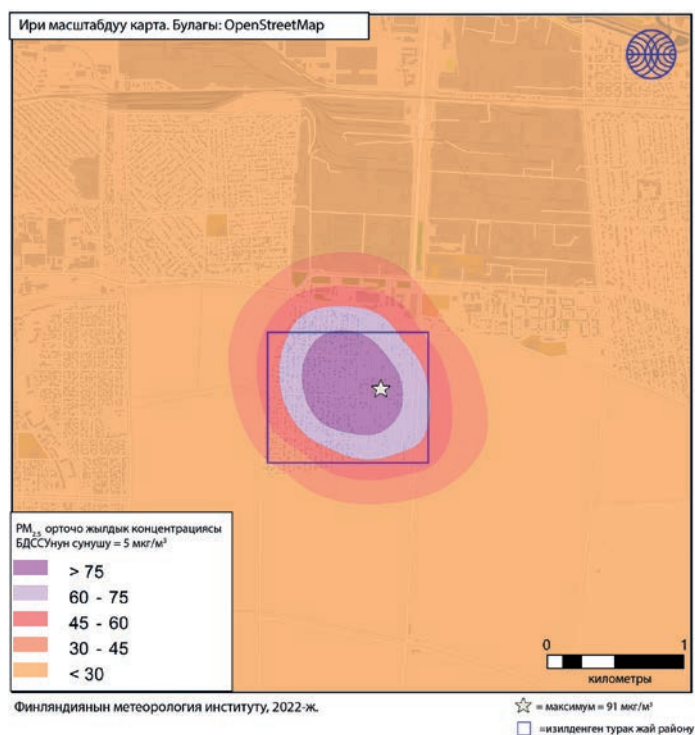 Ири масштабдуу карта. Булагы: OpenStreetMap
PM2.5 орточо жылдык концентрациясы
БДССУнун сунушу = 5 мкг/м³
> 75
60 - 75
45 - 60
30 - 45
< 30
0 1
километры
Финляндиянын метеорология институту, 2022-ж.
= максимум = 91 мкг/м³
=изилденген турак жай району